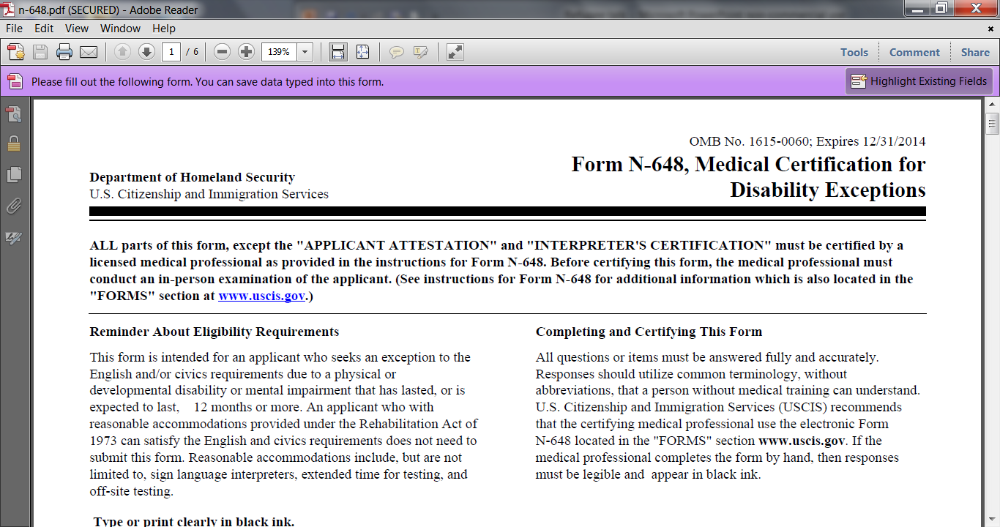 n-648.pdf (SECURED) - Adobe Reader
File Edit View Window Help
1 / 6 139% Tools Comment Share
Please fill out the following form. You can save data typed into this form. Highlight Existing Fields
OMB No. 1615-0060; Expires 12/31/2014
Form N-648, Medical Certification for
Disability Exceptions
Department of Homeland Security
U.S. Citizenship and Immigration Services
ALL parts of this form, except the "APPLICANT ATTESTATION" and "INTERPRETER'S CERTIFICATION" must be certified by a
licensed medical professional as provided in the instructions for Form N-648. Before certifying this form, the medical professional must
conduct an in-person examination of the applicant. (See instructions for Form N-648 for additional information which is also located in the
"FORMS" section at www.uscis.gov.)
Reminder About Eligibility Requirements
This form is intended for an applicant who seeks an exception to the
English and/or civics requirements due to a physical or
developmental disability or mental impairment that has lasted, or is
expected to last, 12 months or more. An applicant who with
reasonable accommodations provided under the Rehabilitation Act of
1973 can satisfy the English and civics requirements does not need to
submit this form. Reasonable accommodations include, but are not
limited to, sign language interpreters, extended time for testing, and
off-site testing.
Completing and Certifying This Form
All questions or items must be answered fully and accurately.
Responses should utilize common terminology, without
abbreviations, that a person without medical training can understand.
U.S. Citizenship and Immigration Services (USCIS) recommends
that the certifying medical professional use the electronic Form
N-648 located in the "FORMS" section www.uscis.gov. If the
medical professional completes the form by hand, then responses
must be legible and appear in black ink.
Type or print clearly in black ink.